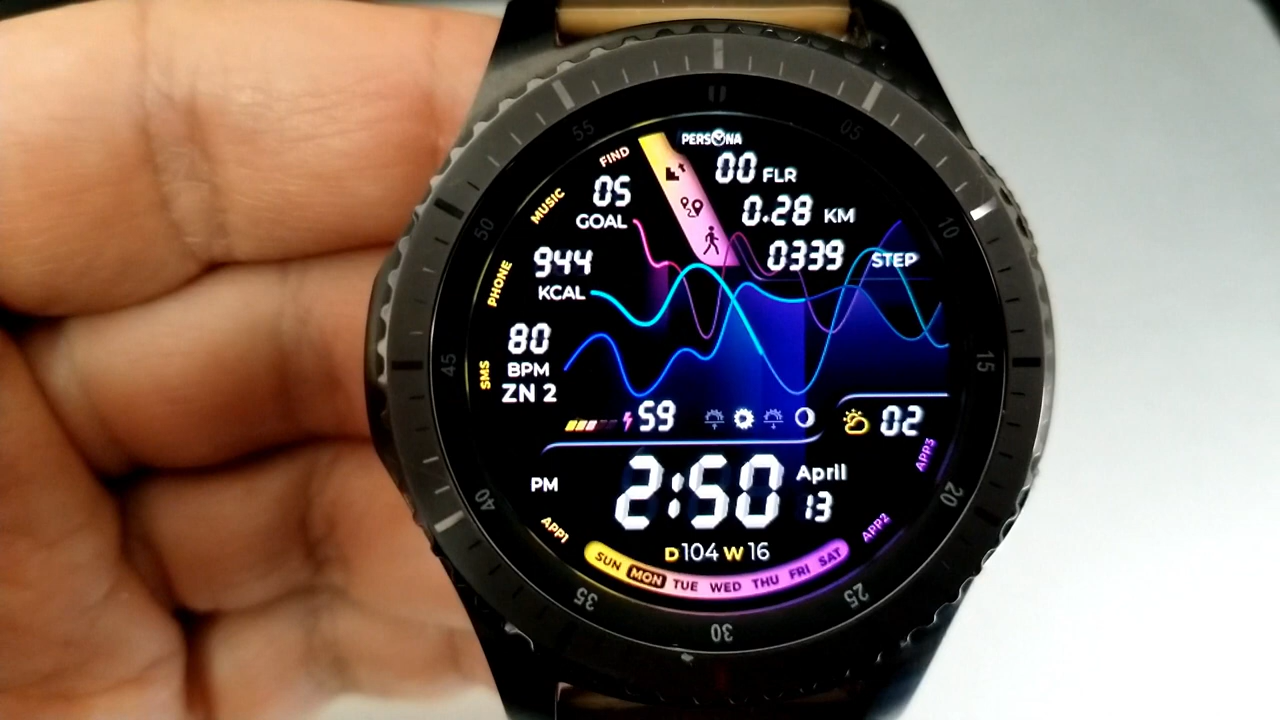 PERSONA
FIND
00 FLR
MUSIC
05
GOAL
0.28 KM
0339 STEP
PHONE
944
KCAL
SMS
80
BPM
ZN 2
59
02
APP3
PM
2:50
April
13
APP1
APP2
D104 W16
SUN MON TUE WED THU FRI SAT
05
10
15
20
25
30
35
40
45
50
55